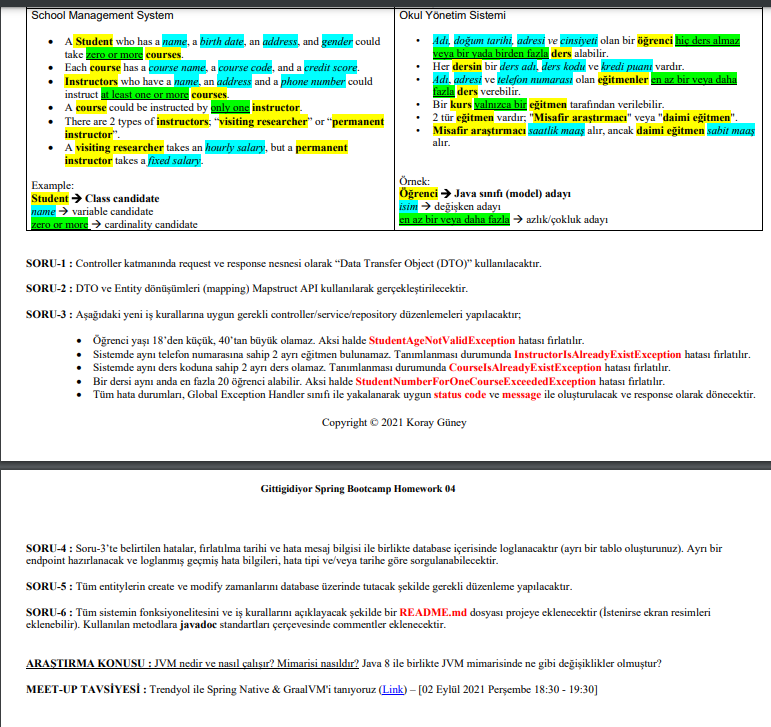 School Management System
• A Student who has a name, a birth date, an address, and gender could
take zero or more courses.
• Each course has a course name, a course code, and a credit score.
• Instructors who have a name, an address and a phone number could
instruct at least one or more courses.
• A course could be instructed by only one instructor.
• There are 2 types of instructors; “visiting researcher” or “permanent
instructor”.
• A visiting researcher takes an hourly salary, but a permanent
instructor takes a fixed salary.
Example:
Student → Class candidate
name → variable candidate
zero or more → cardinality candidate
Okul Yönetim Sistemi
• Adı, doğum tarihi, adresi ve cinsiyeti olan bir öğrenci hiç ders almaz
veya bir yada birden fazla ders alabilir.
• Her dersin bir ders adı, ders kodu ve kredi puanı vardır.
• Adı, adresi ve telefon numarası olan eğitmenler en az bir veya daha
fazla ders verebilir.
• Bir kurs yalnızca bir eğitmen tarafından verilebilir.
• 2 tür eğitmen vardır; "Misafir araştırmacı" veya "daimi eğitmen".
• Misafir araştırmacı saatlik maaş alır, ancak daimi eğitmen sabit maaş
alır.
Örnek:
Öğrenci → Java sınıfı (model) adayı
isim → değişken adayı
en az bir veya daha fazla → azlık/çokluk adayı
SORU-1 : Controller katmanında request ve response nesnesi olarak “Data Transfer Object (DTO)” kullanılacaktır.
SORU-2 : DTO ve Entity dönüşümleri (mapping) Mapstruct API kullanılarak gerçekleştirilecektir.
SORU-3 : Aşağıdaki yeni iş kurallarına uygun gerekli controller/service/repository düzenlemeleri yapılacaktır;
• Öğrenci yaşı 18’den küçük, 40’tan büyük olamaz. Aksi halde StudentAgeNotValidException hatası fırlatılır.
• Sistemde aynı telefon numarasına sahip 2 ayrı eğitmen bulunamaz. Tanımlanması durumunda InstructorIsAlreadyExistException hatası fırlatılır.
• Sistemde aynı ders koduna sahip 2 ayrı ders olamaz. Tanımlanması durumunda CourseIsAlreadyExistException hatası fırlatılır.
• Bir dersi aynı anda en fazla 20 öğrenci alabilir. Aksi halde StudentNumberForOneCourseExceededException hatası fırlatılır.
• Tüm hata durumları, Global Exception Handler sınıfı ile yakalanarak uygun status code ve message ile oluşturulacak ve response olarak dönecektir.
Copyright © 2021 Koray Güney
Gittigidiyor Spring Bootcamp Homework 04
SORU-4 : Soru-3’te belirtilen hatalar, fırlatılma tarihi ve hata mesaj bilgisi ile birlikte database içerisinde loglanacaktır (ayrı bir tablo oluşturunuz). Ayrı bir
endpoint hazırlanacak ve loglanmış geçmiş hata bilgileri, hata tipi ve/veya tarihe göre sorgulanabilecektir.
SORU-5 : Tüm entitylerin create ve modify zamanlarını database üzerinde tutacak şekilde gerekli düzenleme yapılacaktır.
SORU-6 : Tüm sistemin fonksiyonelitesini ve iş kurallarını açıklayacak şekilde bir README.md dosyası projeye eklenecektir (İstenirse ekran resimleri
eklenebilir). Kullanılan metodlara javadoc standartları çerçevesinde commentler eklenecektir.
ARAŞTIRMA KONUSU : JVM nedir ve nasıl çalışır? Mimarisi nasıldır? Java 8 ile birlikte JVM mimarisinde ne gibi değişiklikler olmuştur?
MEET-UP TAVSİYESİ : Trendyol ile Spring Native & GraalVM'i tanıyoruz (Link) – [02 Eylül 2021 Perşembe 18:30 - 19:30]